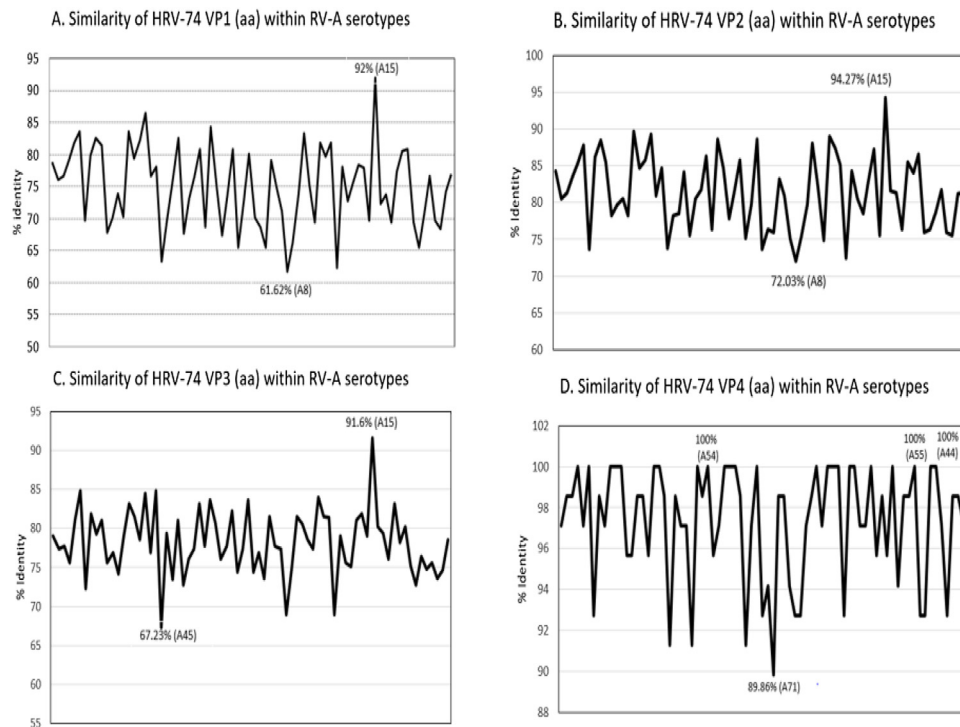 A. Similarity of HRV-74 VP1 (aa) within RV-A serotypes
95
90
85
80
75
70
65
60
55
50
% Identity
92% (A15)
61.62% (A8)
B. Similarity of HRV-74 VP2 (aa) within RV-A serotypes
100
95
90
85
80
75
70
65
60
% Identity
94.27% (A15)
72.03% (A8)
C. Similarity of HRV-74 VP3 (aa) within RV-A serotypes
95
90
85
80
75
70
65
60
55
% Identity
91.6% (A15)
67.23% (A45)
D. Similarity of HRV-74 VP4 (aa) within RV-A serotypes
102
100
98
96
94
92
90
88
% Identity
100%
(A54)
100%
(A55)
100%
(A44)
89.86% (A71)